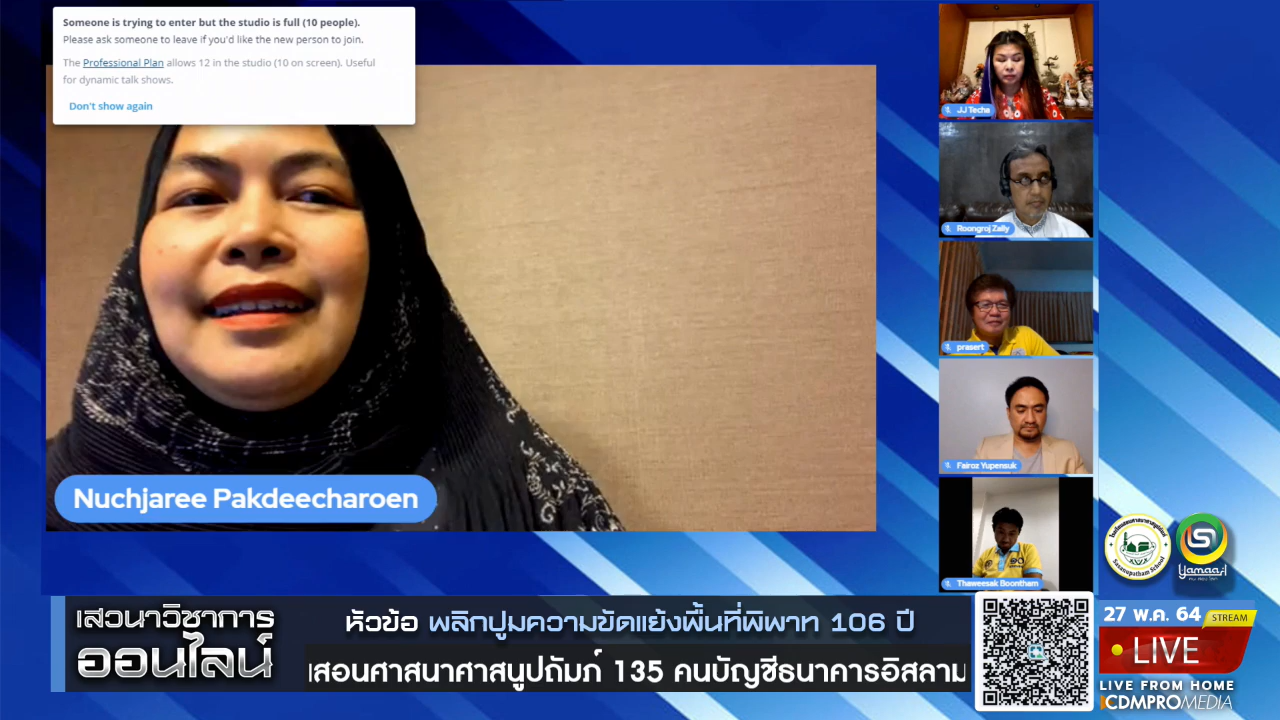 Someone is trying to enter but the studio is full (10 people).
Please ask someone to leave if you'd like the new person to join.
The Professional Plan allows 12 in the studio (10 on screen). Useful
for dynamic talk shows.
Don't show again
JJ Techa
Roongroj Zally
prasert
Fairoz Yupensuk
Thaweesak Boontham
Nuchjaree Pakdeecharoen
Sasanupatham School
Yamaal
เสวนาวิชาการ
ออนไลน์
หัวข้อ พลิกปูมความขัดแย้งพื้นที่พิพาท 106 ปี
สอนศาสนาศาสนูปถัมภ์ 135 คนบัญชีธนาคารอิสลาม
27 พ.ค. 64
STREAM
LIVE
LIVE FROM HOME
CDMPROMEDIA